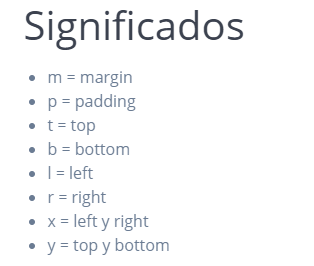 Significados
m = margin
p = padding
t = top
b = bottom
l = left
r = right
x = left y right
y = top y bottom